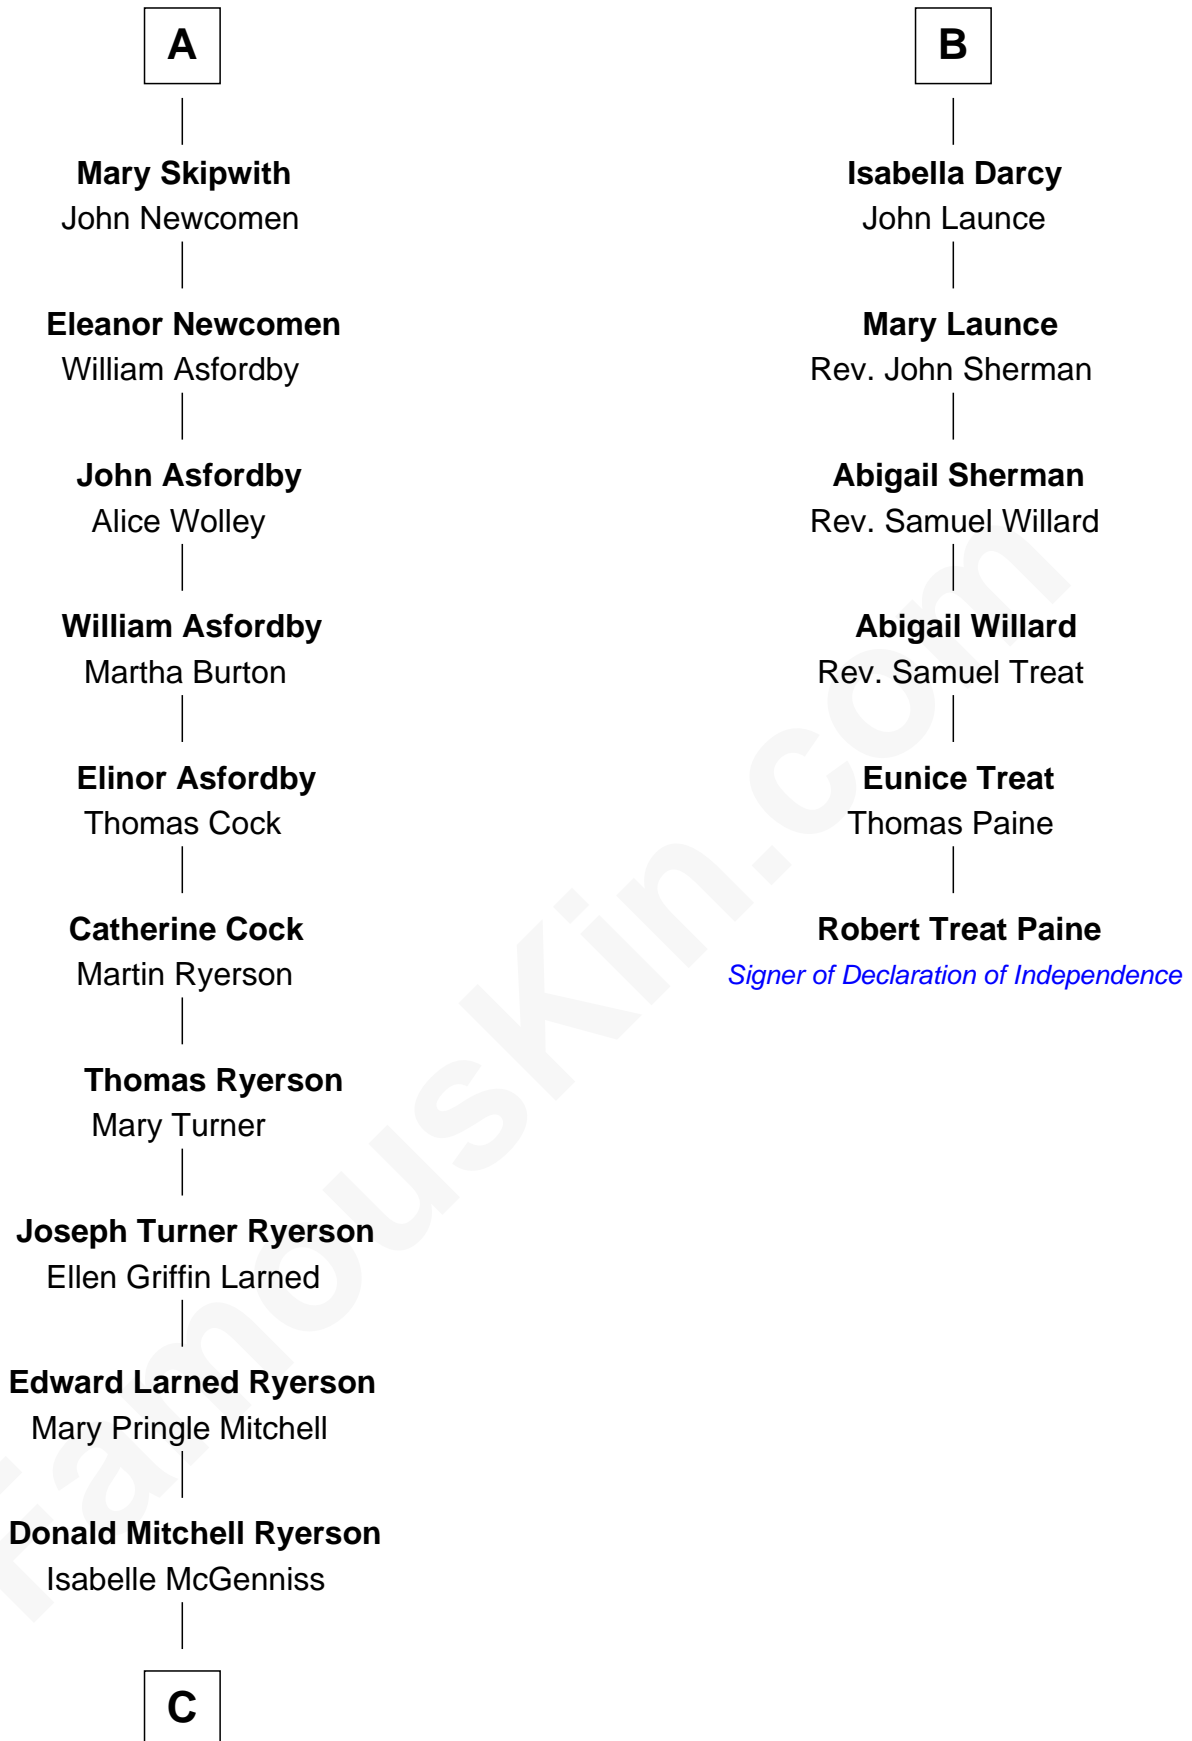 A
Mary Skipwith
John Newcomen
Eleanor Newcomen
William Asfordby
John Asfordby
Alice Wolley
William Asfordby
Martha Burton
Elinor Asfordby
Thomas Cock
Catherine Cock
Martin Ryerson
Thomas Ryerson
Mary Turner
Joseph Turner Ryerson
Ellen Griffin Larned
Edward Larned Ryerson
Mary Pringle Mitchell
Donald Mitchell Ryerson
Isabelle McGenniss
C
B
Isabella Darcy
John Launce
Mary Launce
Rev. John Sherman
Abigail Sherman
Rev. Samuel Willard
Abigail Willard
Rev. Samuel Treat
Eunice Treat
Thomas Paine
Robert Treat Paine
Signer of Declaration of Independence
FamousKin.com